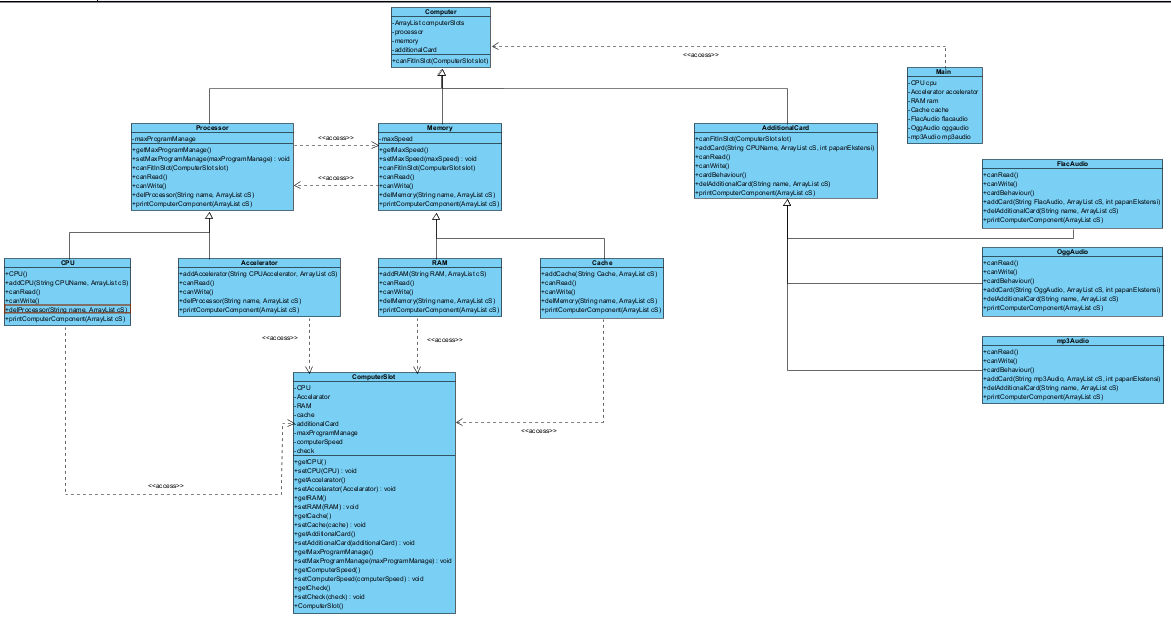 Computer
-ArrayList computerSlots
-processor
-memory
-additionalCard
+canFitInSlot(ComputerSlot slot)
<<access>>
Main
-CPU cpu
-Accelerator accelerator
-RAM ram
-Cache cache
-FlacAudio flacaudio
-OggAudio oggaudio
-mp3Audio mp3audio
Processor
-maxProgramManage
+getMaxProgramManage()
+setMaxProgramManage(maxProgramManage) : void
+canFitInSlot(ComputerSlot slot)
+canRead()
+canWrite()
+delProcessor(String name, ArrayList cS)
+printComputerComponent(ArrayList cS)
<<access>>
<<access>>
Memory
-maxSpeed
+getMaxSpeed()
+setMaxSpeed(maxSpeed) : void
+canFitInSlot(ComputerSlot slot)
+canRead()
+canWrite()
+delMemory(String name, ArrayList cS)
+printComputerComponent(ArrayList cS)
AdditionalCard
+canFitInSlot(ComputerSlot slot)
+addCard(String CPUName, ArrayList cS, int papanEkstensi)
+canRead()
+canWrite()
+cardBehaviour()
+delAdditionalCard(String name, ArrayList cS)
+printComputerComponent(ArrayList cS)
FlacAudio
+canRead()
+canWrite()
+cardBehaviour()
+addCard(String FlacAudio, ArrayList cS, int papanEkstensi)
+delAdditionalCard(String name, ArrayList cS)
+printComputerComponent(ArrayList cS)
CPU
+CPU()
+addCPU(String CPUName, ArrayList cS)
+canRead()
+canWrite()
+delProcessor(String name, ArrayList cS)
+printComputerComponent(ArrayList cS)
Accelerator
+addAccelerator(String CPUAccelerator, ArrayList cS)
+canRead()
+canWrite()
+delProcessor(String name, ArrayList cS)
+printComputerComponent(ArrayList cS)
RAM
+addRAM(String RAM, ArrayList cS)
+canRead()
+canWrite()
+delMemory(String name, ArrayList cS)
+printComputerComponent(ArrayList cS)
Cache
+addCache(String Cache, ArrayList cS)
+canRead()
+canWrite()
+delMemory(String name, ArrayList cS)
+printComputerComponent(ArrayList cS)
OggAudio
+canRead()
+canWrite()
+cardBehaviour()
+addCard(String OggAudio, ArrayList cS, int papanEkstensi)
+delAdditionalCard(String name, ArrayList cS)
+printComputerComponent(ArrayList cS)
mp3Audio
+canRead()
+canWrite()
+cardBehaviour()
+addCard(String mp3Audio, ArrayList cS, int papanEkstensi)
+delAdditionalCard(String name, ArrayList cS)
+printComputerComponent(ArrayList cS)
<<access>>
<<access>>
ComputerSlot
-CPU
-Accelarator
-RAM
-cache
-additionalCard
-maxProgramManage
-computerSpeed
-check
+getCPU()
+setCPU(CPU) : void
+getAccelarator()
+setAccelarator(Accelarator) : void
+getRAM()
+setRAM(RAM) : void
+getCache()
+setCache(cache) : void
+getAdditionalCard()
+setAdditionalCard(additionalCard) : void
+getMaxProgramManage()
+setMaxProgramManage(maxProgramManage) : void
+getComputerSpeed()
+setComputerSpeed(computerSpeed) : void
+getCheck()
+setCheck(check) : void
+ComputerSlot()
<<access>>
<<access>>